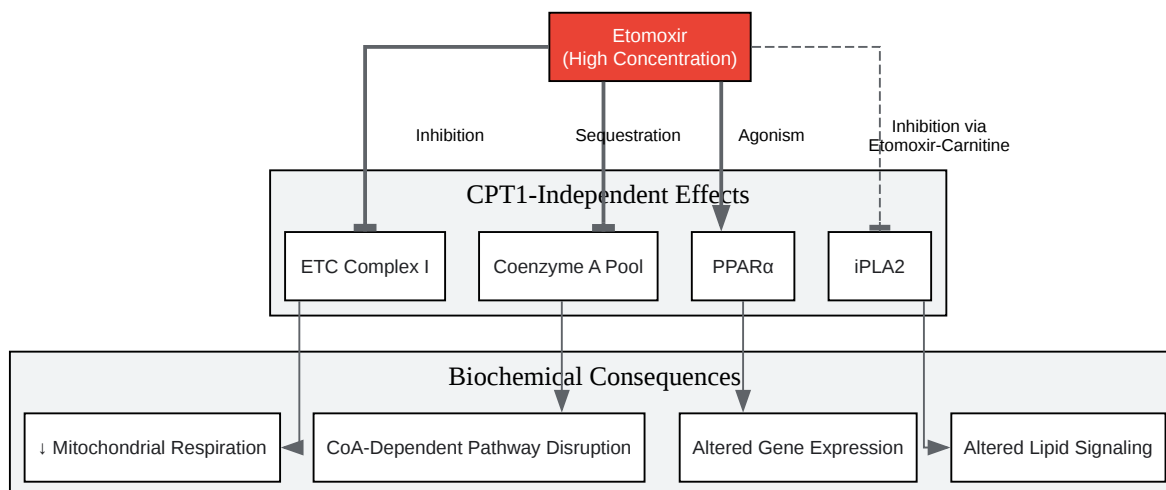 Etomoxir
(High Concentration)
Inhibition
Sequestration
Agonism
Inhibition via
Etomoxir-Carnitine
CPT1-Independent Effects
ETC Complex I
Coenzyme A Pool
PPARα
iPLA2
Biochemical Consequences
↓ Mitochondrial Respiration
CoA-Dependent Pathway Disruption
Altered Gene Expression
Altered Lipid Signaling